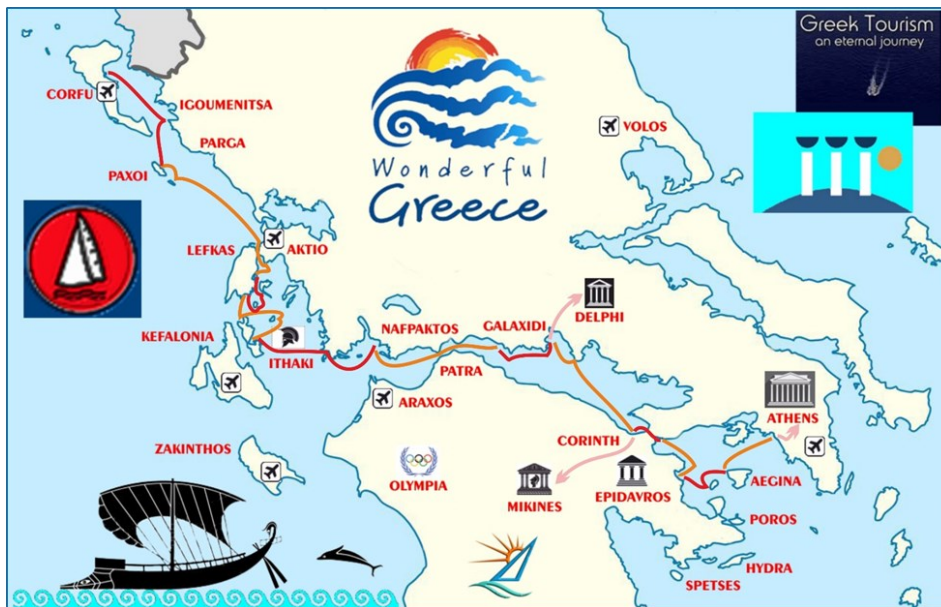 Greek Tourism
an eternal journey
CORFU
IGOUMENITSA
PARGA
PAXOI
VOLOS
Wonderful
Greece
LEFKAS
AKTIO
DELPHI
KEFALONIA
ITHAKI
NAFPAKTOS
GALAXIDI
PATRA
ARAXOS
ATHENS
ZAKINTHOS
CORINTH
OLYMPIA
MIKINES
EPIDAVROS
AEGINA
POROS
HYDRA
SPETSES